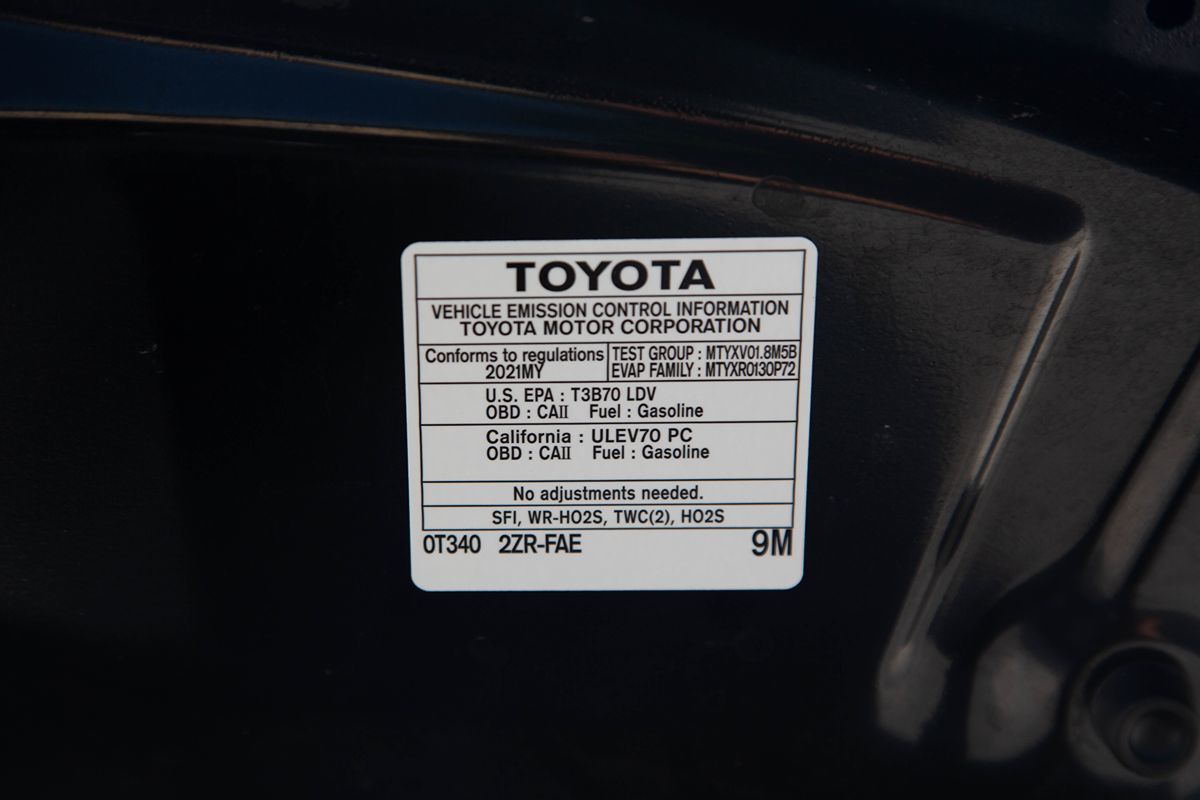 TOYOTA
VEHICLE EMISSION CONTROL INFORMATION
TOYOTA MOTOR CORPORATION
Conforms to regulations
2021MY
TEST GROUP : MTYXV01.8M5B
EVAP FAMILY : MTYXR0130P72
U.S. EPA : T3B70 LDV
OBD : CAII Fuel : Gasoline
California : ULEV70 PC
OBD : CAII Fuel : Gasoline
No adjustments needed.
SFI, WR-HO2S, TWC(2), HO2S
0T340 2ZR-FAE 9M